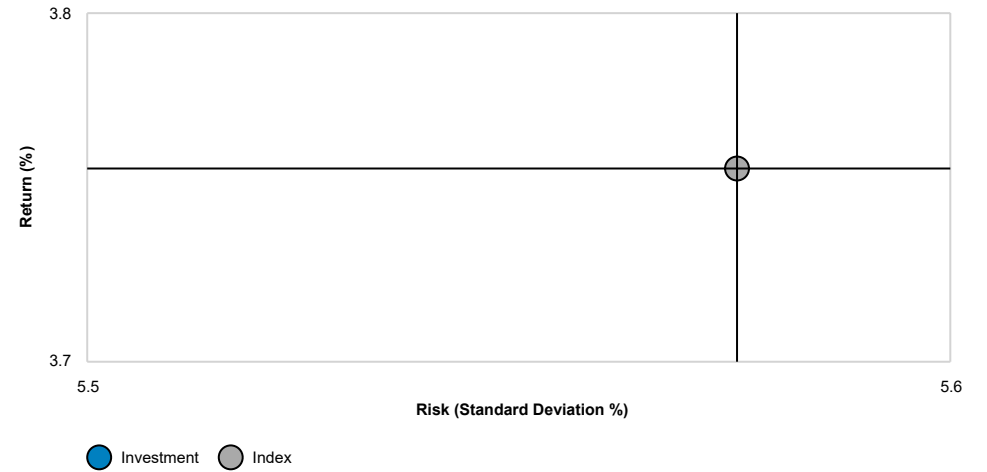 3.8
Return (%)
3.7
5.5
5.6
Risk (Standard Deviation %)
Investment
Index